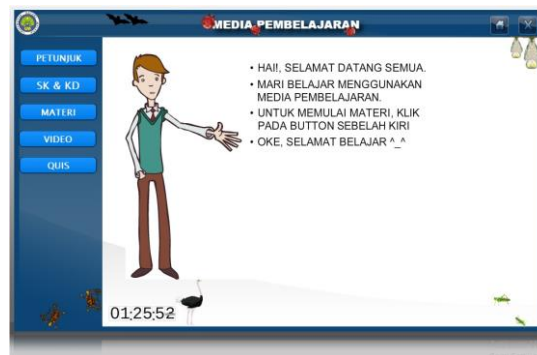 MEDIA PEMBELAJARAN
PETUNJUK
SK & KD
MATERI
VIDEO
QUIS
• HAI!, SELAMAT DATANG SEMUA.
• MARI BELAJAR MENGGUNAKAN
MEDIA PEMBELAJARAN.
• UNTUK MEMULAI MATERI, KLIK
PADA BUTTON SEBELAH KIRI
• OKE, SELAMAT BELAJAR ^_^
01:25:52